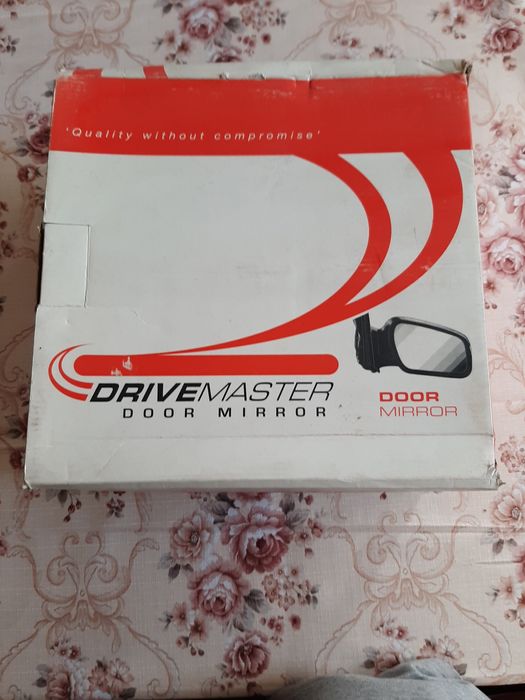 'Quality without compromise'
DRIVEMASTER
DOOR MIRROR
DOOR
MIRROR